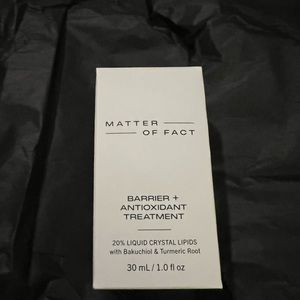 MATTER
OF FACT
BARRIER +
ANTIOXIDANT
TREATMENT
20% LIQUID CRYSTAL LIPIDS
with Bakuchiol & Turmeric Root
30 mL / 1.0 fl oz